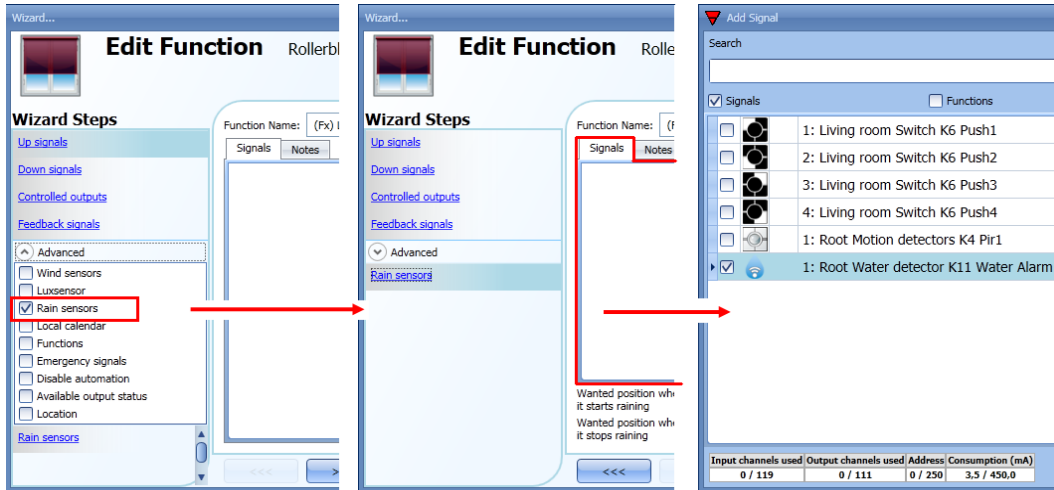 Wizard...
Edit Function Rollerbl
Wizard Steps
Up signals
Down signals
Controlled outputs
Feedback signals
Advanced
Wind sensors
Luxsensor
Rain sensors
Local calendar
Functions
Emergency signals
Disable automation
Available output status
Location
Rain sensors
Function Name: (Fx) L
Signals Notes
<<< >
Wizard...
Edit Function Rolle
Wizard Steps
Up signals
Down signals
Controlled outputs
Feedback signals
Advanced
Rain sensors
Function Name: (F
Signals Notes
Wanted position whe
it starts raining
Wanted position whe
it stops raining
<<<
Add Signal
Search
Signals Functions
1: Living room Switch K6 Push1
2: Living room Switch K6 Push2
3: Living room Switch K6 Push3
4: Living room Switch K6 Push4
1: Root Motion detectors K4 Pir1
1: Root Water detector K11 Water Alarm
Input channels used Output channels used Address Consumption (mA)
0 / 119 0 / 111 0 / 250 3,5 / 450,0